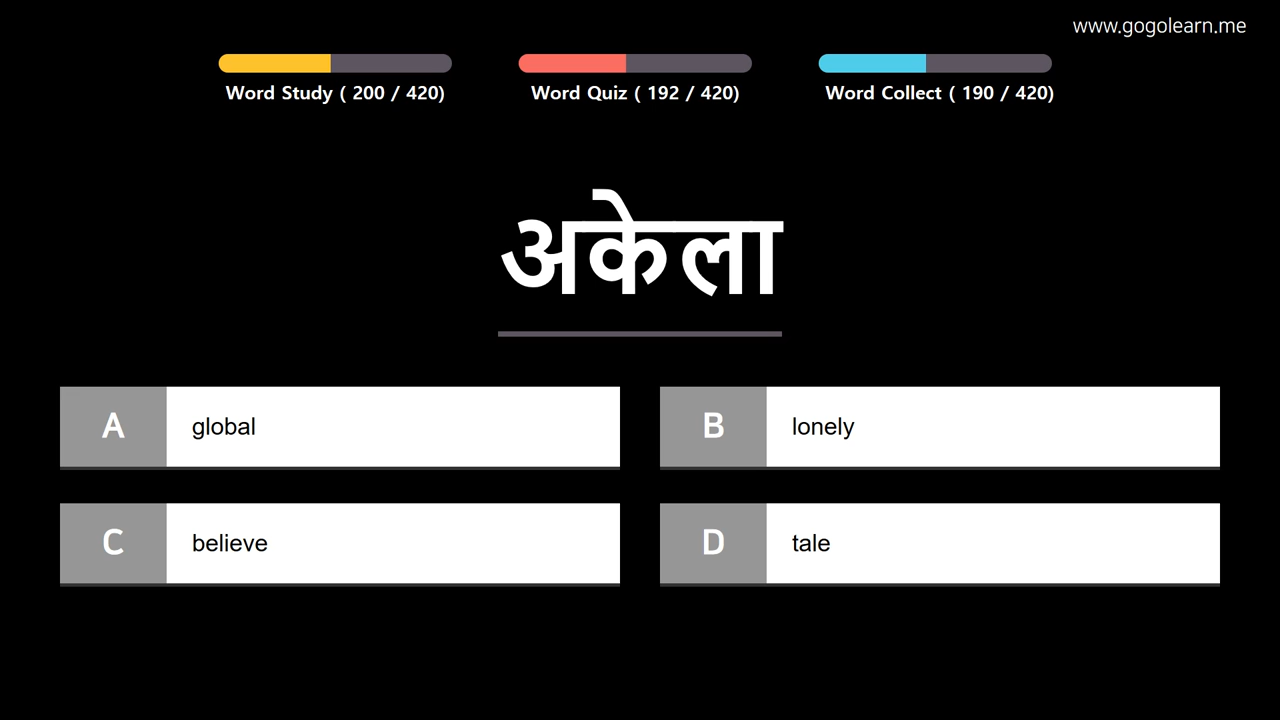 www.gogolearn.me
Word Study ( 200 / 420)
Word Quiz ( 192 / 420)
Word Collect ( 190 / 420)
अकेला
A global
B lonely
C believe
D tale